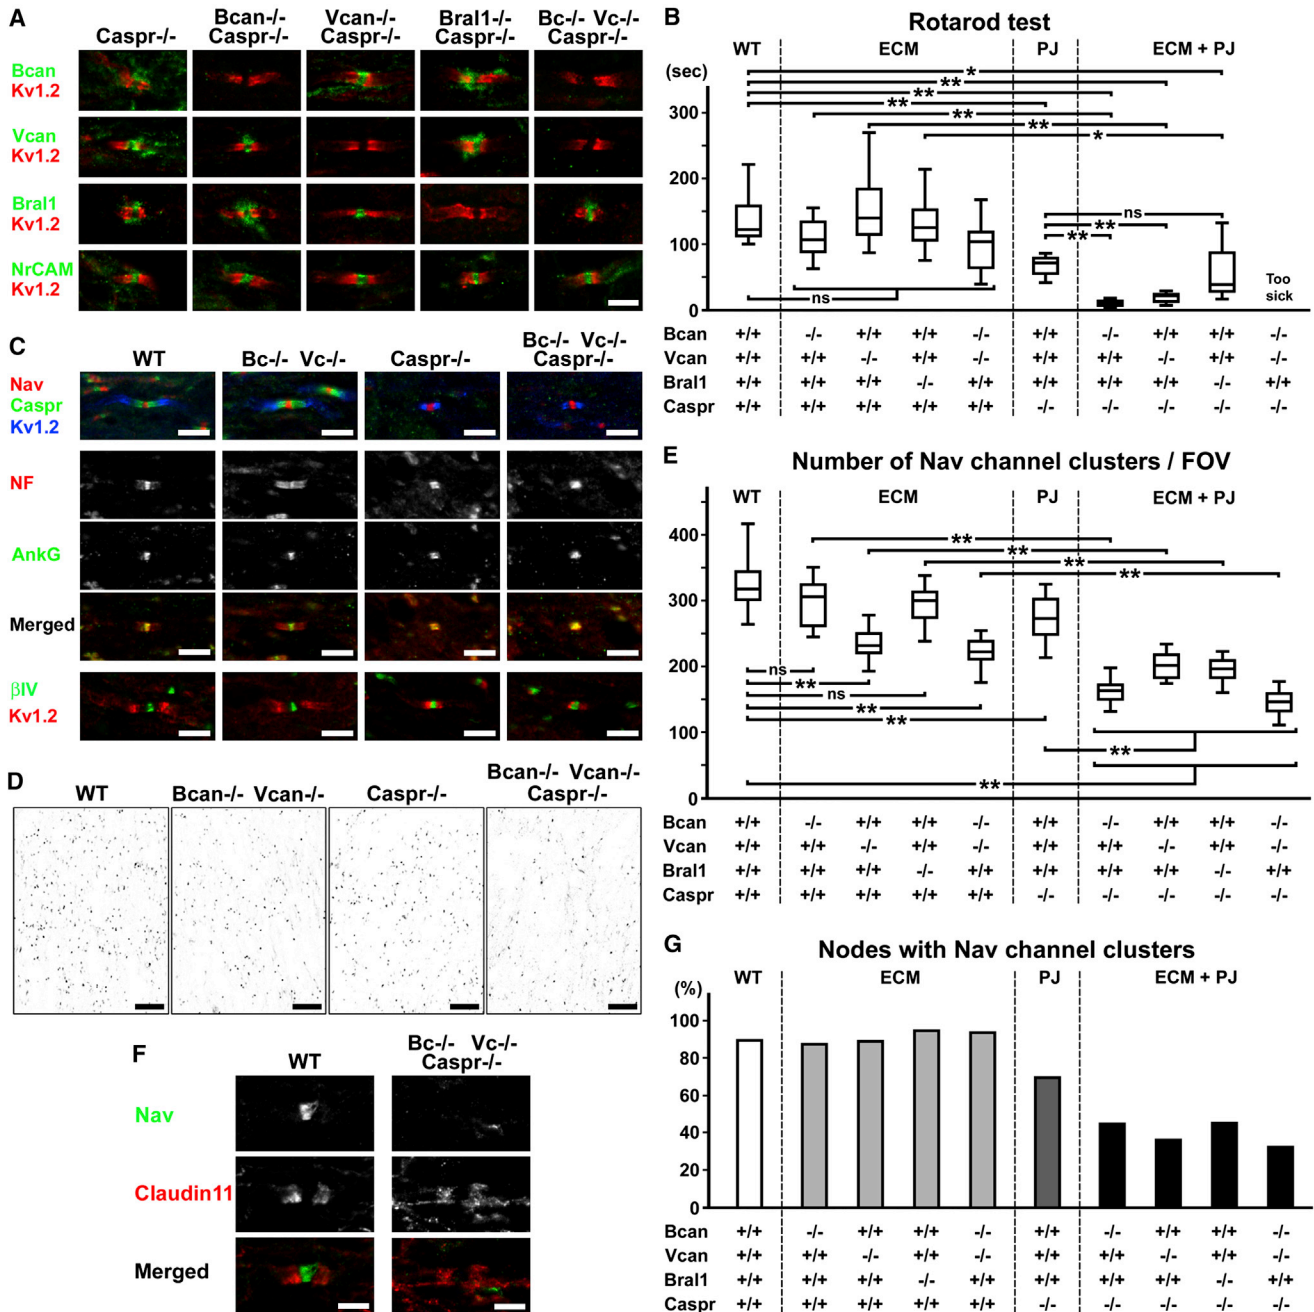 A
Caspr-/-
Bcan-/-
Caspr-/-
Vcan-/-
Caspr-/-
Bral1-/-
Caspr-/-
Bc-/- Vc-/-
Caspr-/-
Bcan
Kv1.2
Vcan
Kv1.2
Bral1
Kv1.2
NrCAM
Kv1.2
B
Rotarod test
WT ECM PJ ECM + PJ
(sec)
*
**
**
**
**
**
*
ns
**
**
ns
Too
sick
300
200
100
0
Bcan +/+ -/- +/+ +/+ -/- +/+ -/- +/+ +/+ -/-
Vcan +/+ +/+ -/- +/+ -/- +/+ +/+ -/- +/+ -/-
Bral1 +/+ +/+ +/+ -/- +/+ +/+ +/+ +/+ -/- +/+
Caspr +/+ +/+ +/+ +/+ +/+ -/- -/- -/- -/- -/-
C
WT
Bc-/- Vc-/-
Caspr-/-
Bc-/- Vc-/-
Caspr-/-
Nav
Caspr
Kv1.2
NF
AnkG
Merged
βIV
Kv1.2
D
WT
Bcan-/- Vcan-/-
Caspr-/-
Bcan-/- Vcan-/-
Caspr-/-
E
Number of Nav channel clusters / FOV
WT ECM PJ ECM + PJ
**
**
**
**
ns
**
ns
**
**
**
**
400
300
200
100
0
Bcan +/+ -/- +/+ +/+ -/- +/+ -/- +/+ +/+ -/-
Vcan +/+ +/+ -/- +/+ -/- +/+ +/+ -/- +/+ -/-
Bral1 +/+ +/+ +/+ -/- +/+ +/+ +/+ +/+ -/- +/+
Caspr +/+ +/+ +/+ +/+ +/+ -/- -/- -/- -/- -/-
F
WT
Bc-/- Vc-/-
Caspr-/-
Nav
Claudin11
Merged
G
Nodes with Nav channel clusters
WT ECM PJ ECM + PJ
(%)
100
80
60
40
20
0
Bcan +/+ -/- +/+ +/+ -/- +/+ -/- +/+ +/+ -/-
Vcan +/+ +/+ -/- +/+ -/- +/+ +/+ -/- +/+ -/-
Bral1 +/+ +/+ +/+ -/- +/+ +/+ +/+ +/+ -/- +/+
Caspr +/+ +/+ +/+ +/+ +/+ -/- -/- -/- -/- -/-